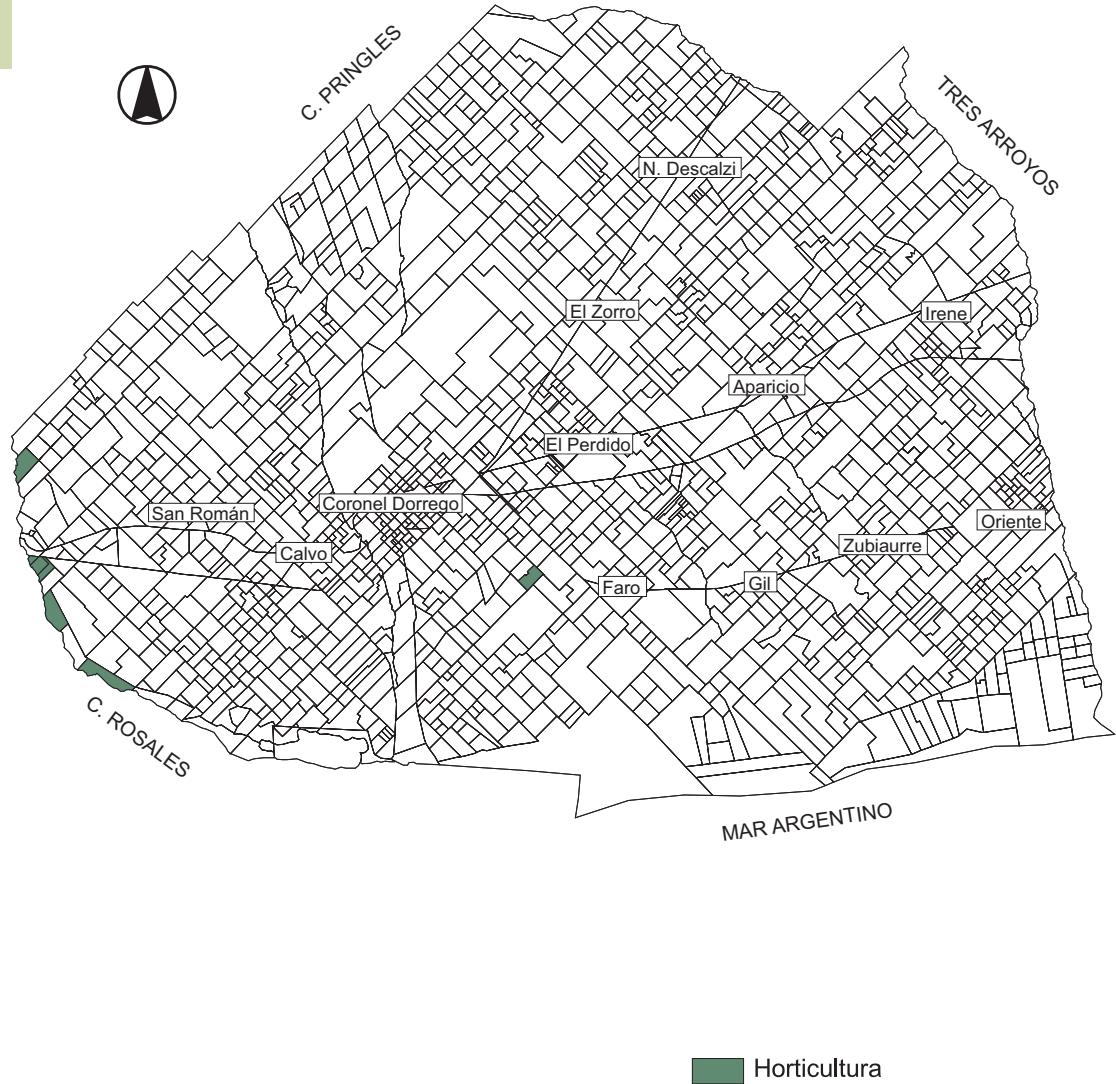 C. PRINGLES
TRES ARROYOS
N. Descalzi
El Zorro
Irene
Aparicio
El Perdido
Coronel Dorrego
San Román
Oriente
Calvo
Zubiaurre
Faro
Gil
C. ROSALES
MAR ARGENTINO
Horticultura